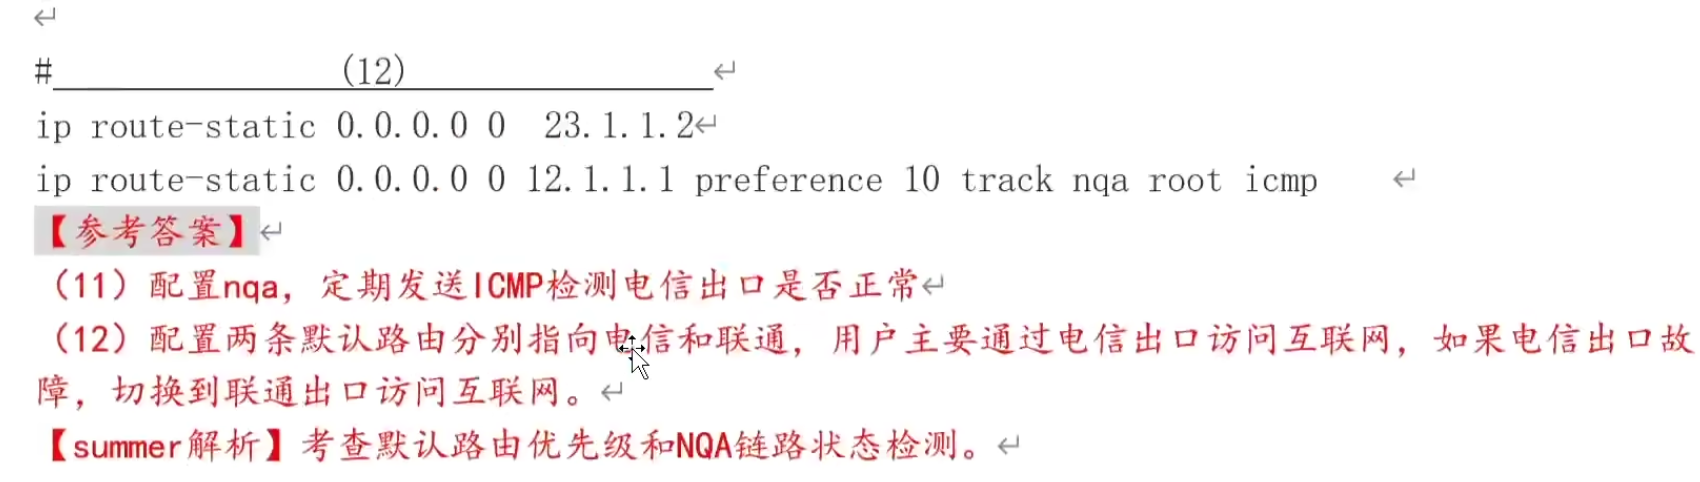 #          (12)
ip route-static 0.0.0.0 0  23.1.1.2
ip route-static 0.0.0.0 0 12.1.1.1 preference 10 track nqa root icmp
【参考答案】
（11）配置nqa，定期发送ICMP检测电信出口是否正常
（12）配置两条默认路由分别指向电信和联通，用户主要通过电信出口访问互联网，如果电信出口故
障，切换到联通出口访问互联网。
【summer解析】考查默认路由优先级和NQA链路状态检测。